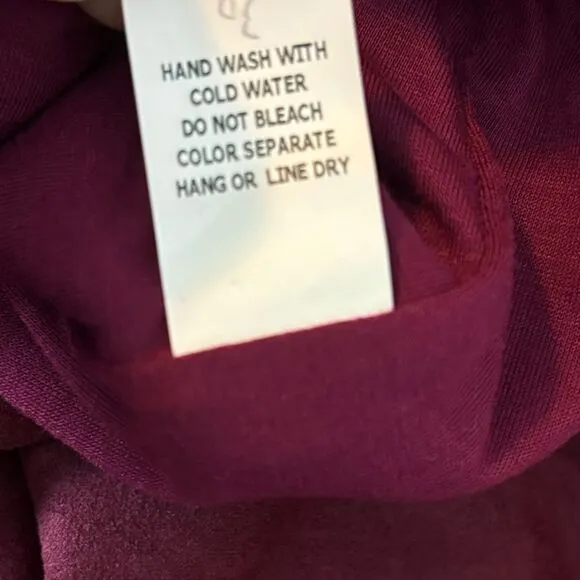 HAND WASH WITH
COLD WATER
DO NOT BLEACH
COLOR SEPARATE
HANG OR LINE DRY